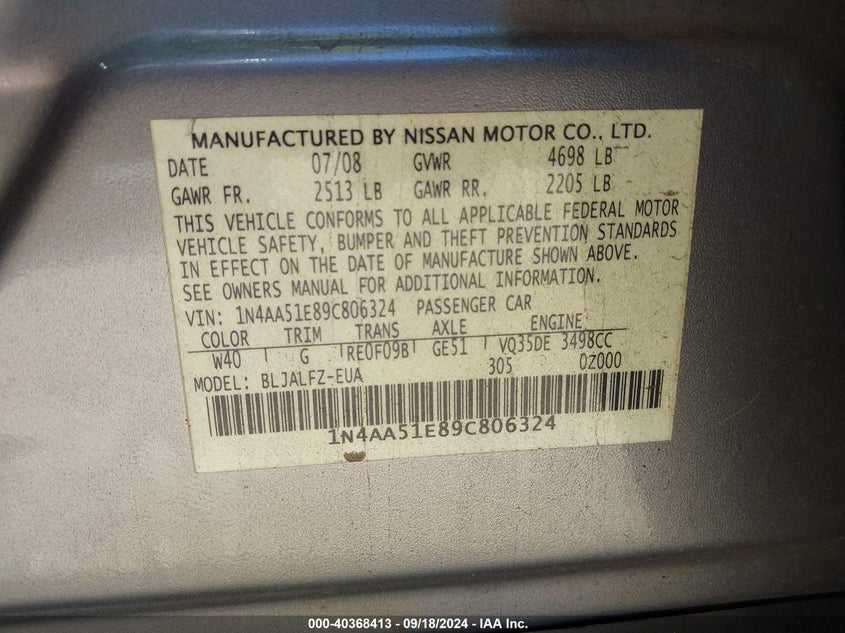 MANUFACTURED BY NISSAN MOTOR CO., LTD.
DATE 07/08 GVWR 4698 LB
GAWR FR. 2513 LB GAWR RR. 2205 LB
THIS VEHICLE CONFORMS TO ALL APPLICABLE FEDERAL MOTOR
VEHICLE SAFETY, BUMPER AND THEFT PREVENTION STANDARDS
IN EFFECT ON THE DATE OF MANUFACTURE SHOWN ABOVE.
SEE OWNERS MANUAL FOR ADDITIONAL INFORMATION.
VIN: 1N4AA51E89C806324 PASSENGER CAR
COLOR TRIM TRANS AXLE ENGINE
W40 G RE0F09B GE51 VQ35DE 3498CC
305 0Z000
MODEL: BLJALFZ-EUA
1N4AA51E89C806324
000-40368413 - 09/18/2024 - IAA Inc.